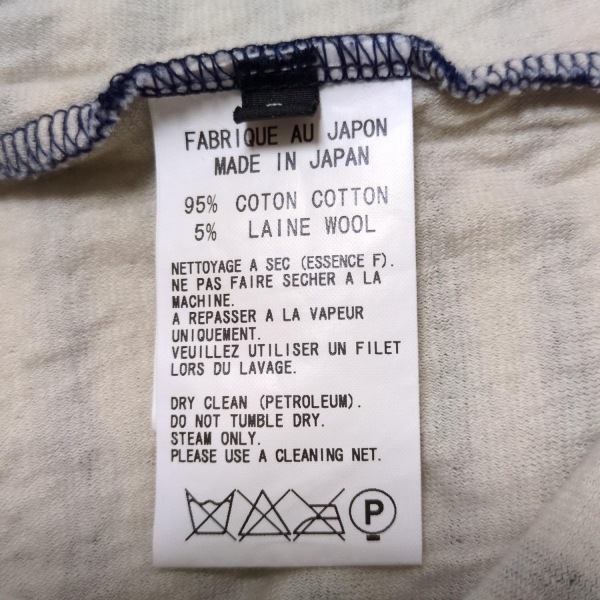 FABRIQUE AU JAPON
MADE IN JAPAN
95% COTON COTTON
5% LAINE WOOL
NETTOYAGE A SEC (ESSENCE F).
NE PAS FAIRE SECHER A LA
MACHINE.
A REPASSER A LA VAPEUR
UNIQUEMENT.
VEUILLEZ UTILISER UN FILET
LORS DU LAVAGE.
DRY CLEAN (PETROLEUM).
DO NOT TUMBLE DRY.
STEAM ONLY.
PLEASE USE A CLEANING NET.
P